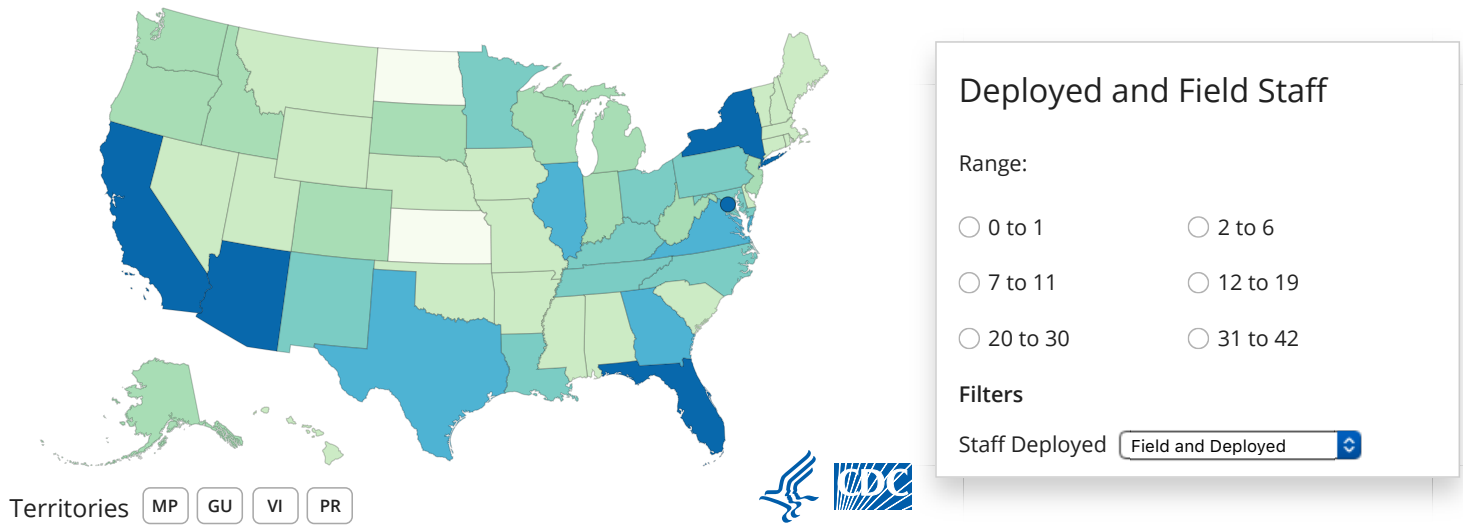 Deployed and Field Staff
Range:
0 to 1 2 to 6
7 to 11 12 to 19
20 to 30 31 to 42
Filters
Staff Deployed Field and Deployed
CDC
Territories MP GU VI PR